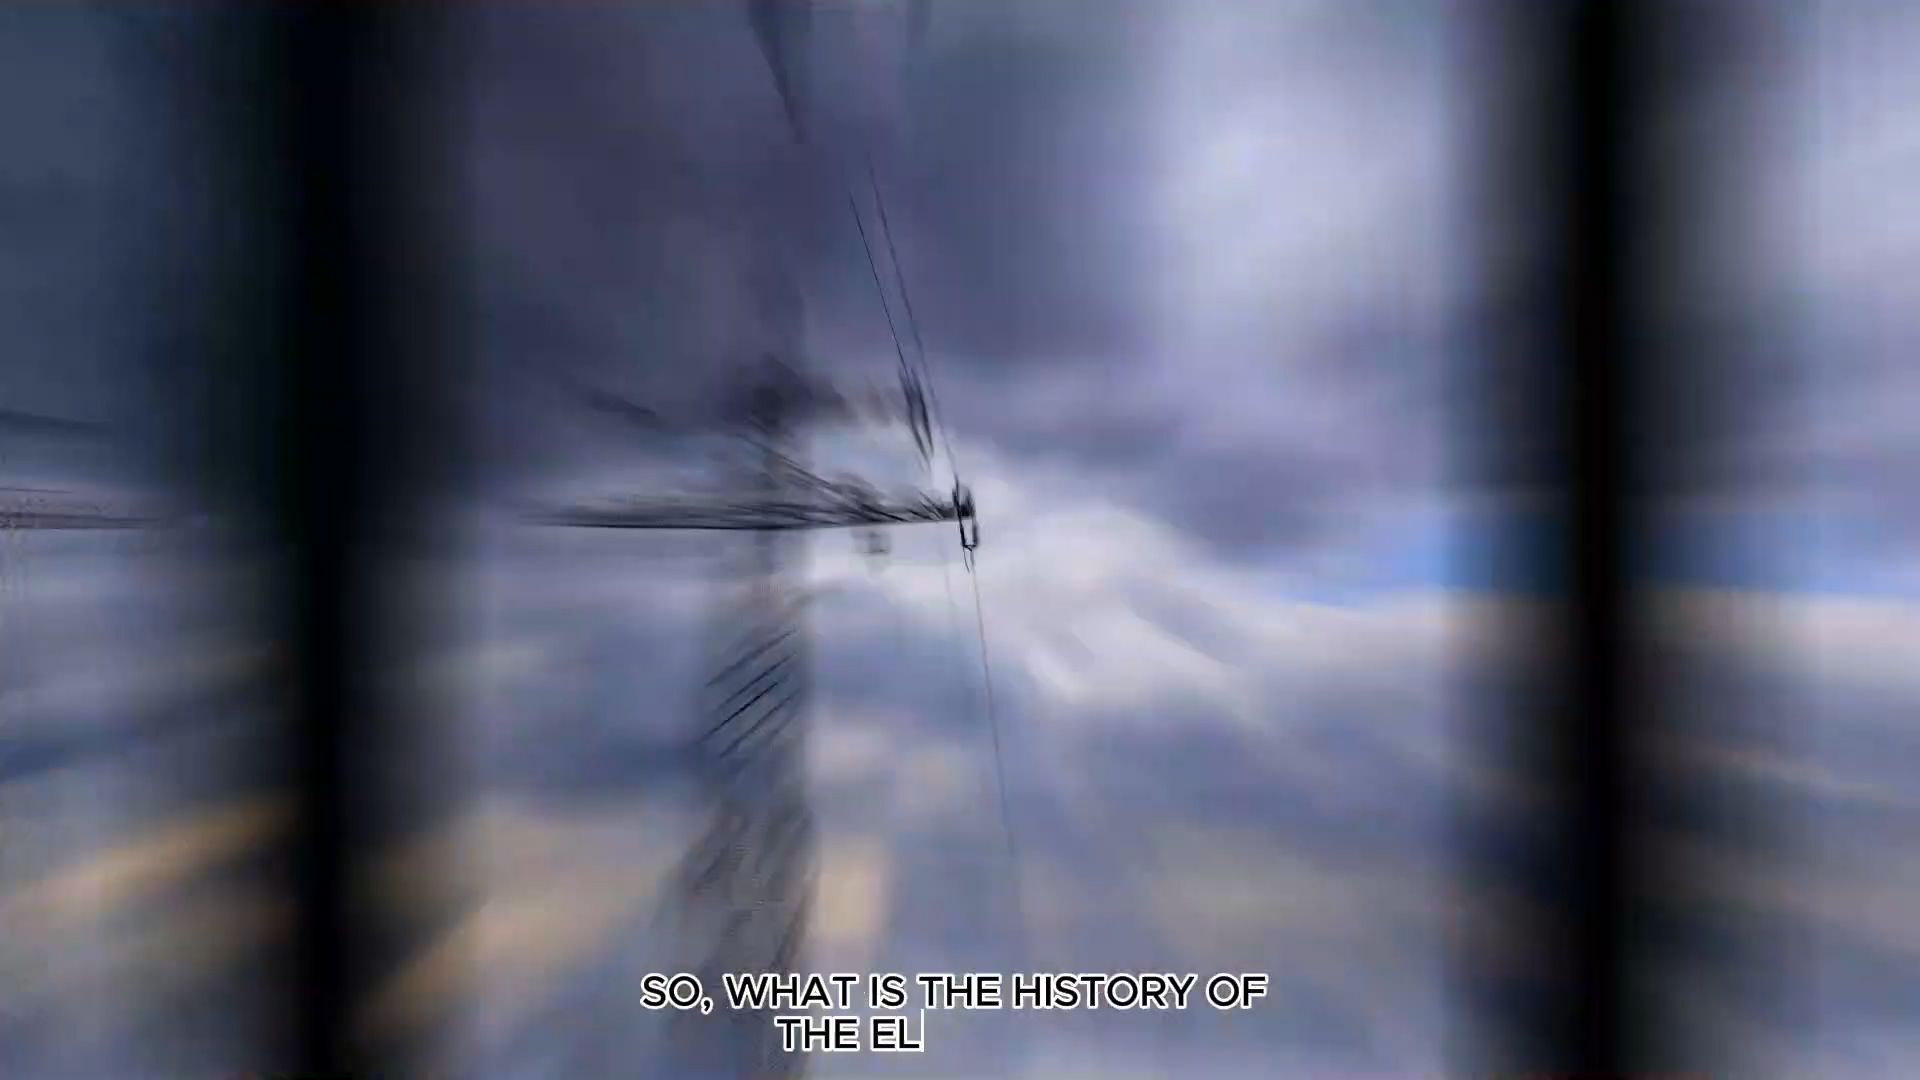 SO, WHAT IS THE HISTORY OF
THE EL